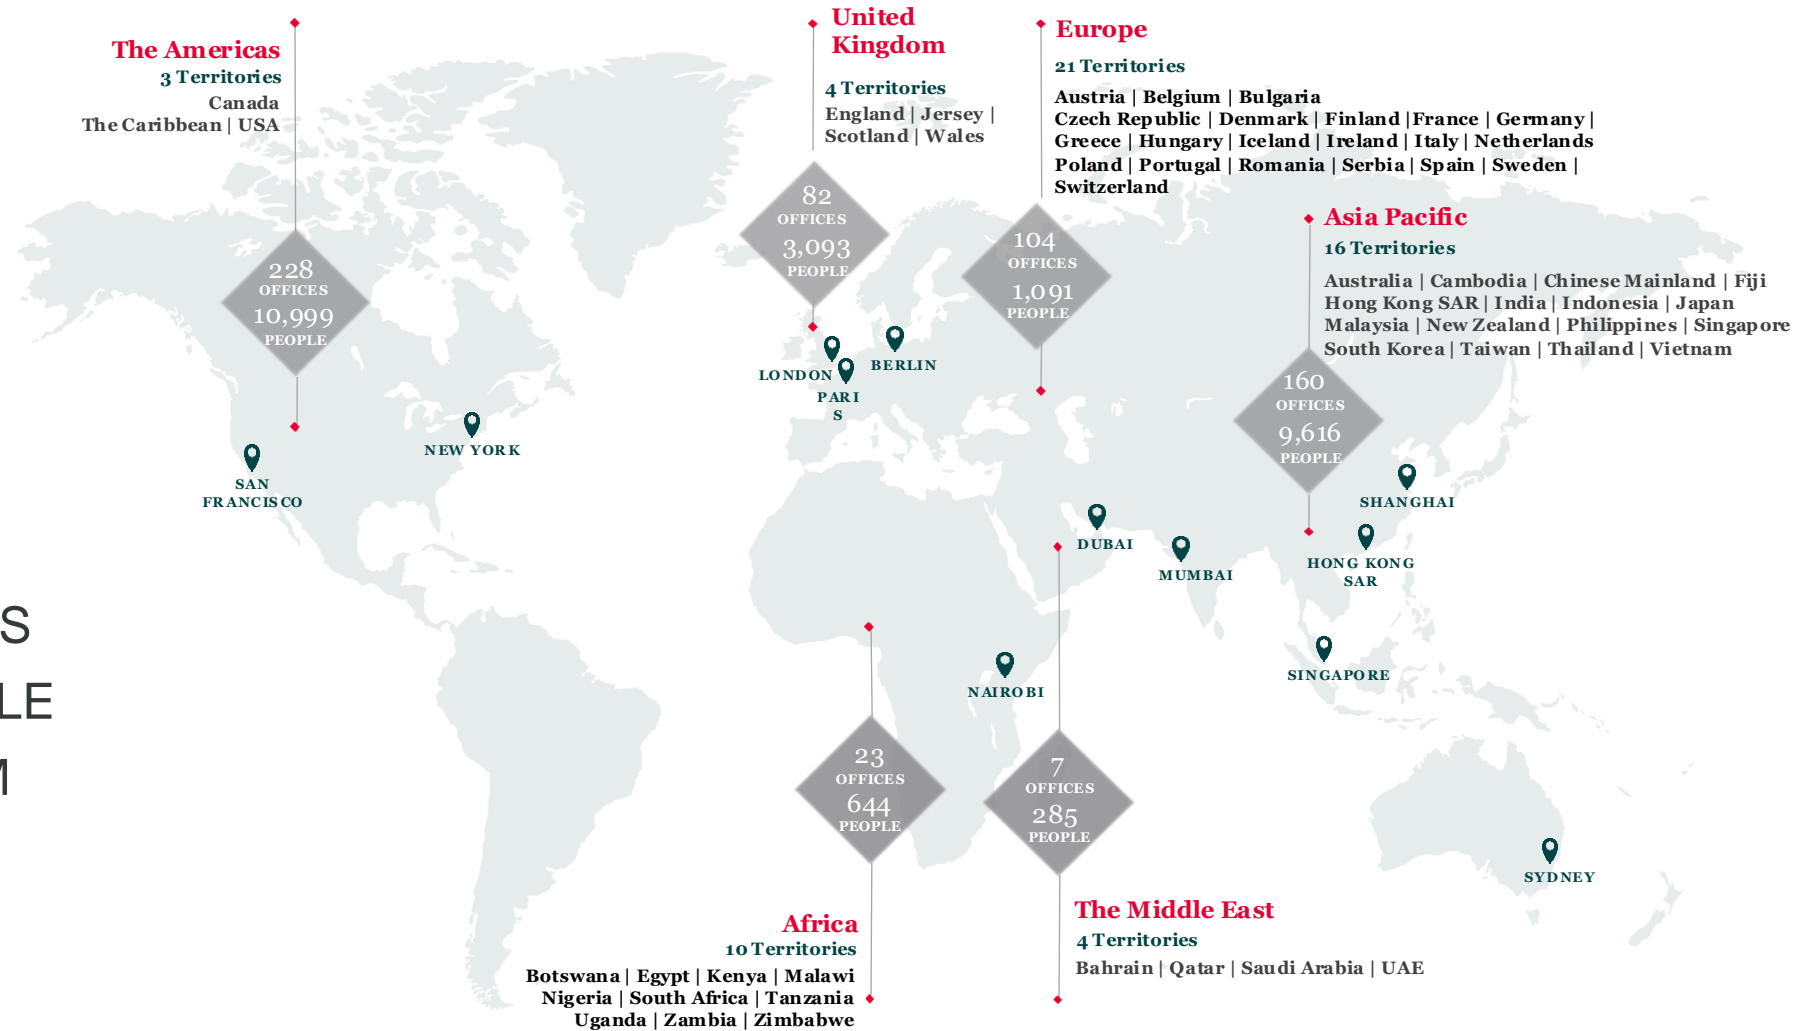 The Americas
3 Territories
Canada
The Caribbean | USA
228
OFFICES
10,999
PEOPLE
United
Kingdom
4 Territories
England | Jersey |
Scotland | Wales
82
OFFICES
3,093
PEOPLE
Europe
21 Territories
Austria | Belgium | Bulgaria
Czech Republic | Denmark | Finland |France | Germany |
Greece | Hungary | Iceland | Ireland | Italy | Netherlands
Poland | Portugal | Romania | Serbia | Spain | Sweden |
Switzerland
104
OFFICES
1,091
PEOPLE
Asia Pacific
16 Territories
Australia | Cambodia | Chinese Mainland | Fiji
Hong Kong SAR | India | Indonesia | Japan
Malaysia | New Zealand | Philippines | Singapore
South Korea | Taiwan | Thailand | Vietnam
160
OFFICES
9,616
PEOPLE
LONDON
PARI
S
BERLIN
NEW YORK
SAN
FRANCISCO
SHANGHAI
DUBAI
MUMBAI
HONG KONG
SAR
SINGAPORE
NAIROBI
SYDNEY
S
LE
23
OFFICES
644
PEOPLE
7
OFFICES
285
PEOPLE
Africa
10 Territories
Botswana | Egypt | Kenya | Malawi
Nigeria | South Africa | Tanzania
Uganda | Zambia | Zimbabwe
The Middle East
4 Territories
Bahrain | Qatar | Saudi Arabia | UAE